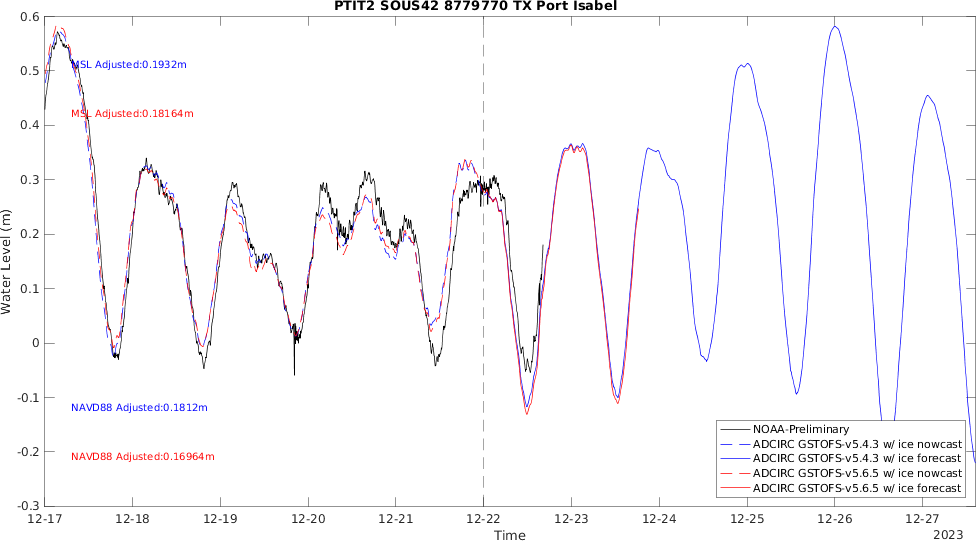 PTIT2 SOUS42 8779770 TX Port Isabel
0.6
0.5
0.4
0.3
0.2
0.1
0
-0.1
-0.2
-0.3
Water Level (m)
MSL Adjusted:0.1932m
MSL Adjusted:0.18164m
NAVD88 Adjusted:0.1812m
NAVD88 Adjusted:0.16964m
NOAA-Preliminary
ADCIRC GSTOFS-v5.4.3 w/ ice nowcast
ADCIRC GSTOFS-v5.4.3 w/ ice forecast
ADCIRC GSTOFS-v5.6.5 w/ ice nowcast
ADCIRC GSTOFS-v5.6.5 w/ ice forecast
12-17 12-18 12-19 12-20 12-21 12-22 12-23 12-24 12-25 12-26 12-27
Time
2023